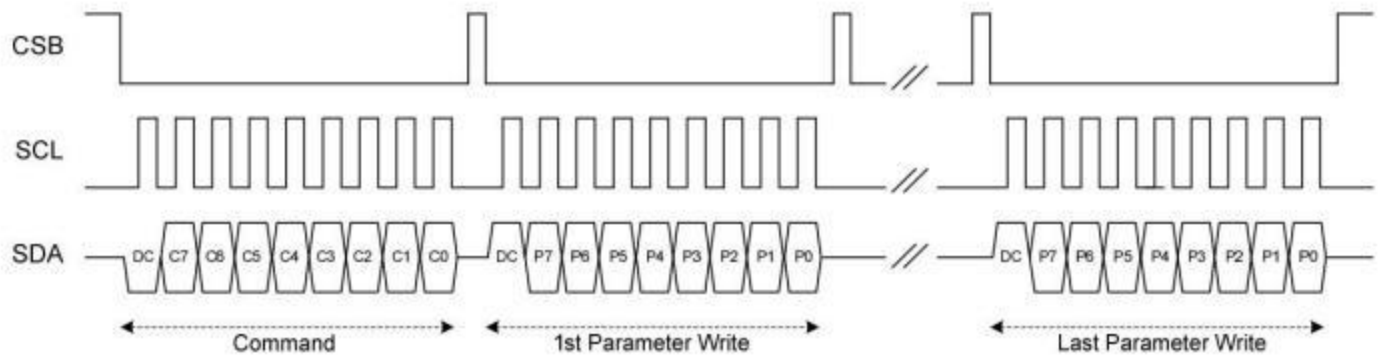 CSB
SCL
SDA DC C7 C6 C5 C4 C3 C2 C1 C0 DC P7 P6 P5 P4 P3 P2 P1 P0 DC P7 P6 P5 P4 P3 P2 P1 P0
Command 1st Parameter Write Last Parameter Write